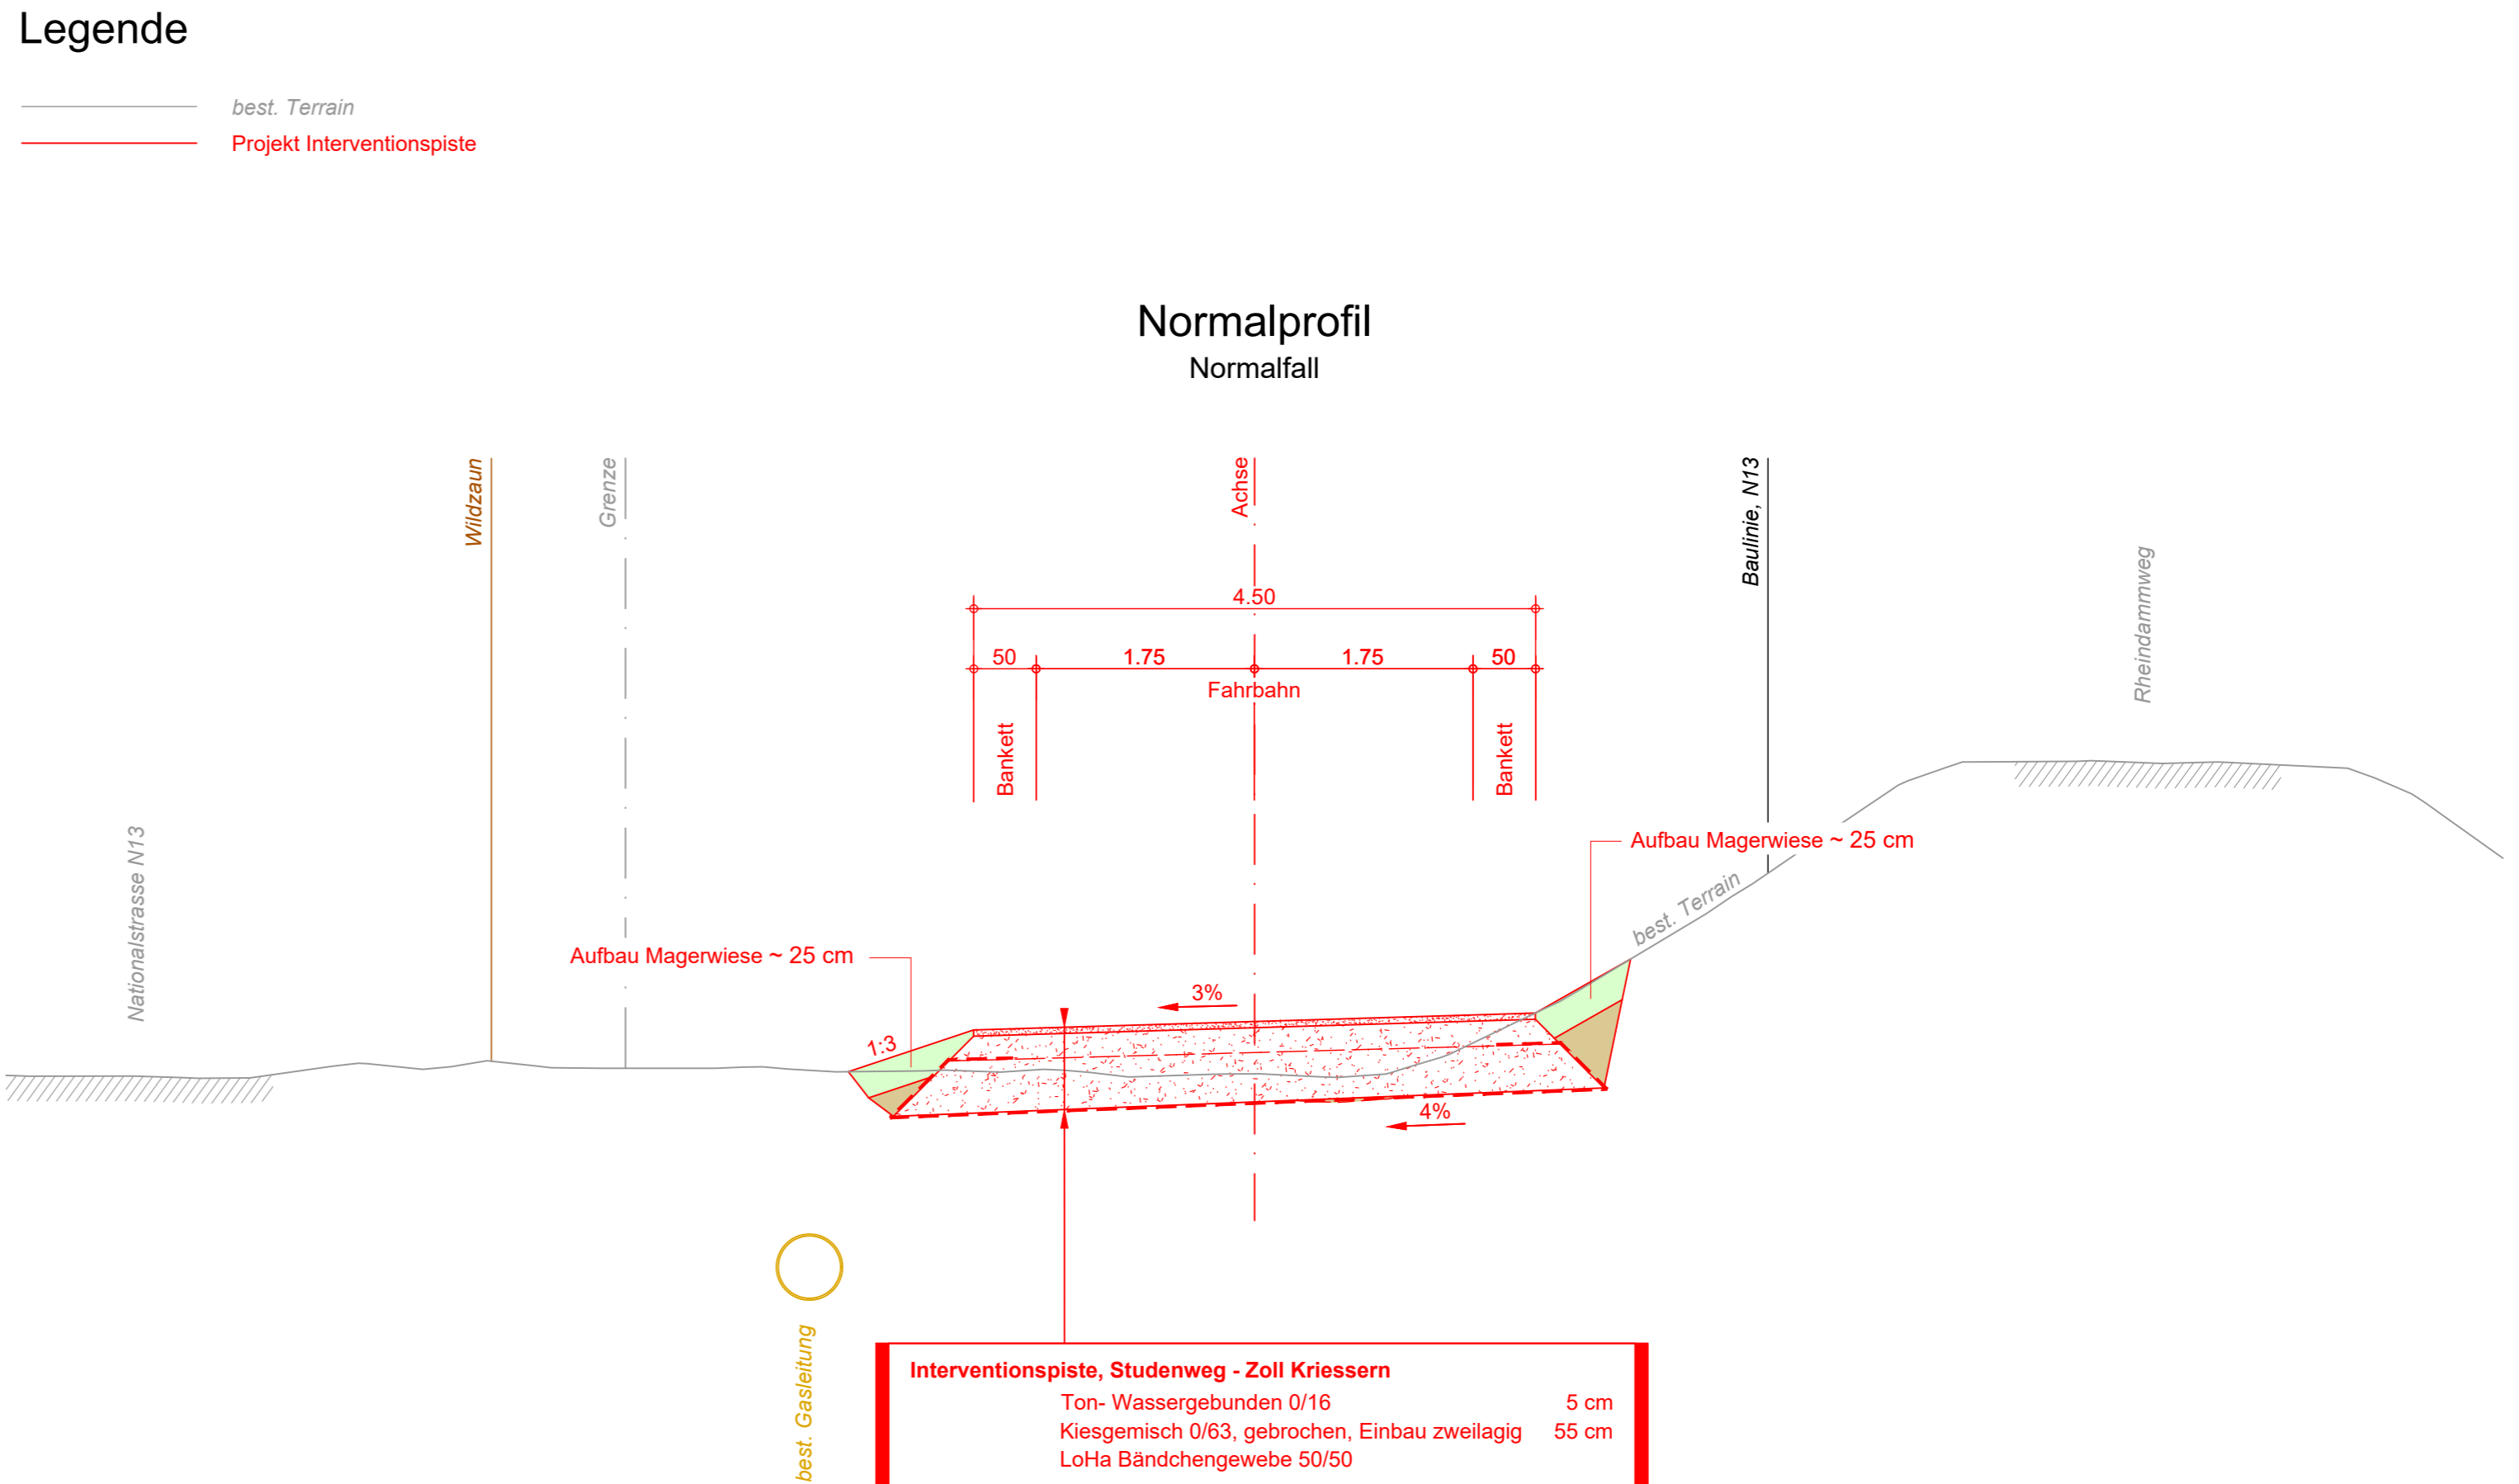 Legende
best. Terrain
Projekt Interventionspiste
Normalprofil
Normalfall
Wildzaun
Grenze
Achse
Baulinie, N13
Rheindammweg
4.50
50
1.75
1.75
50
Fahrbahn
Bankett
Bankett
Nationalstrasse N13
Aufbau Magerwiese ~ 25 cm
best. Terrain
Aufbau Magerwiese ~ 25 cm
3%
1:3
4%
best. Gasleitung
Interventionspiste, Studenweg - Zoll Kriessern
Ton- Wassergebunden 0/16 5 cm
Kiesgemisch 0/63, gebrochen, Einbau zweilagig 55 cm
LoHa Bändchengewebe 50/50